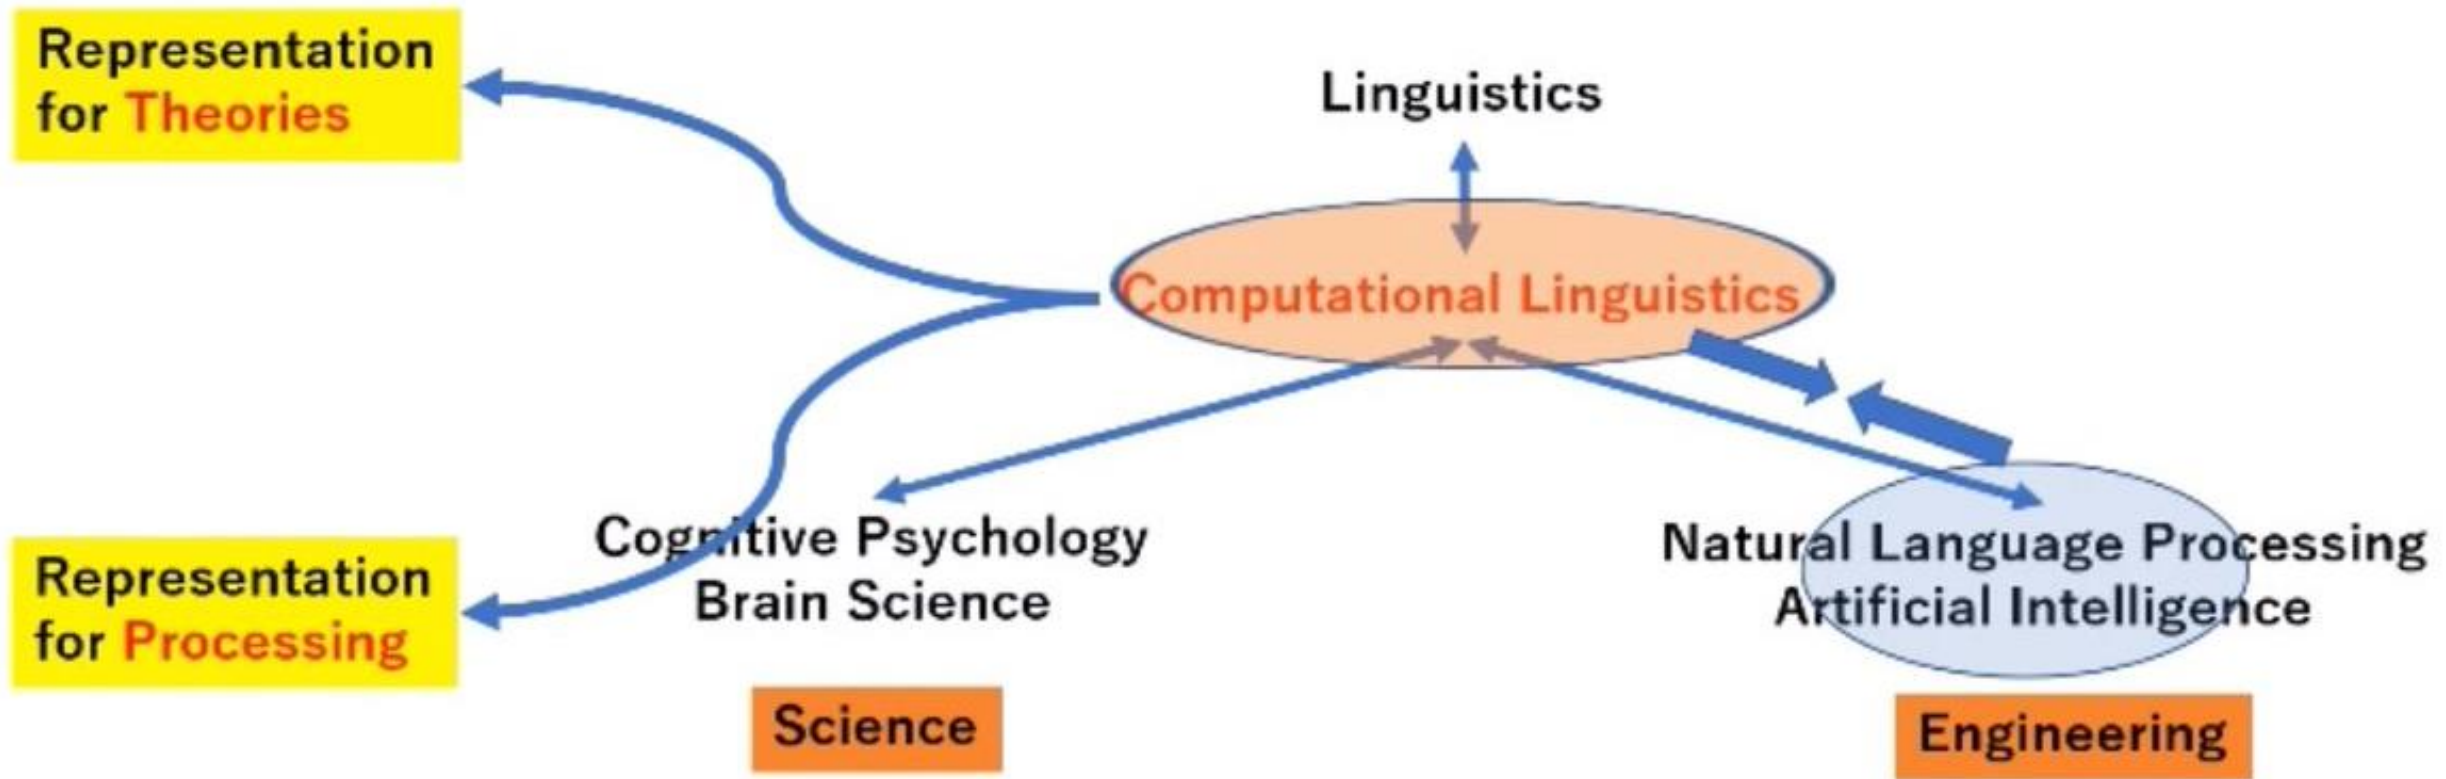 Representation
for Theories
Linguistics
Computational Linguistics
Cognitive Psychology
Brain Science
Natural Language Processing
Artificial Intelligence
Representation
for Processing
Science
Engineering